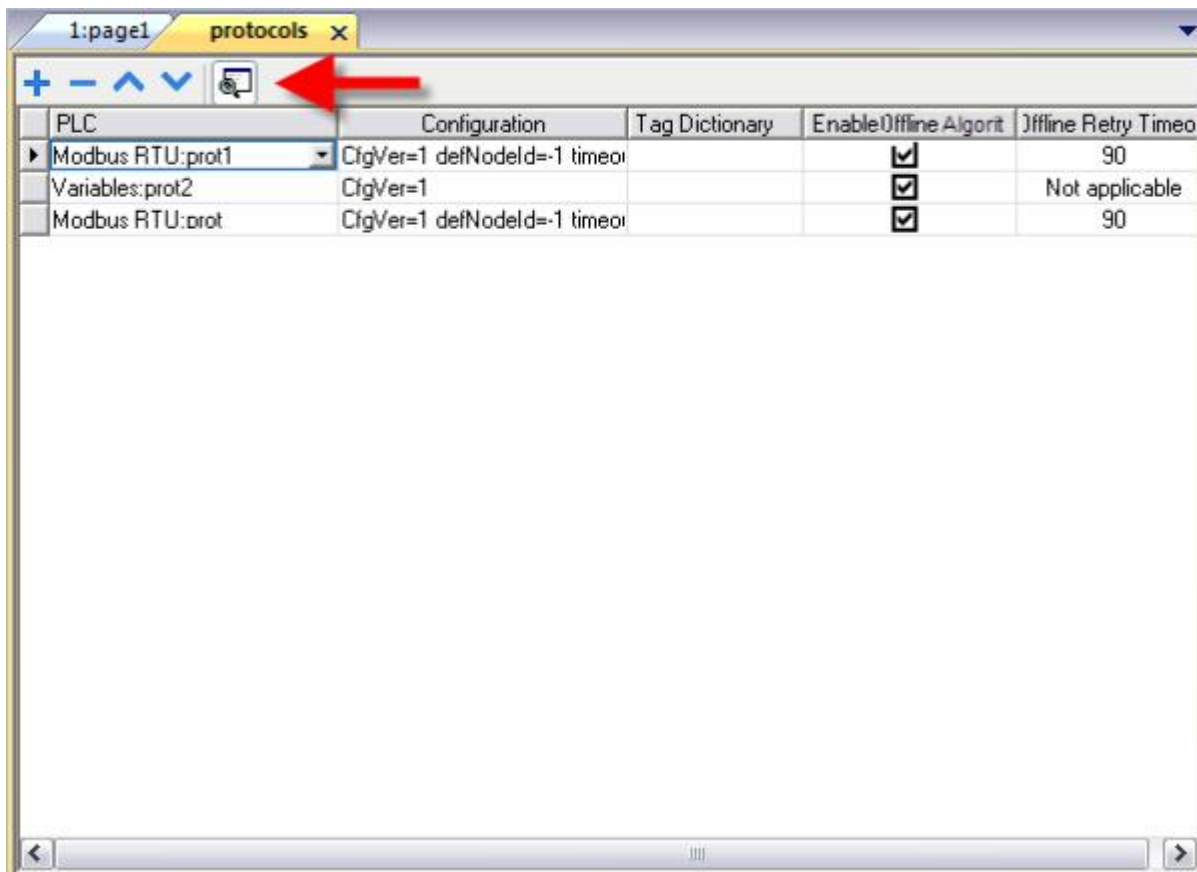 1:page1 protocols
PLC Configuration Tag Dictionary Enable Offline Algorit Offline Retry Timeo
Modbus RTU:prot1 CfgVer=1 defNodeId=-1 timeou 90
Variables:prot2 CfgVer=1 Not applicable
Modbus RTU:prot CfgVer=1 defNodeId=-1 timeou 90